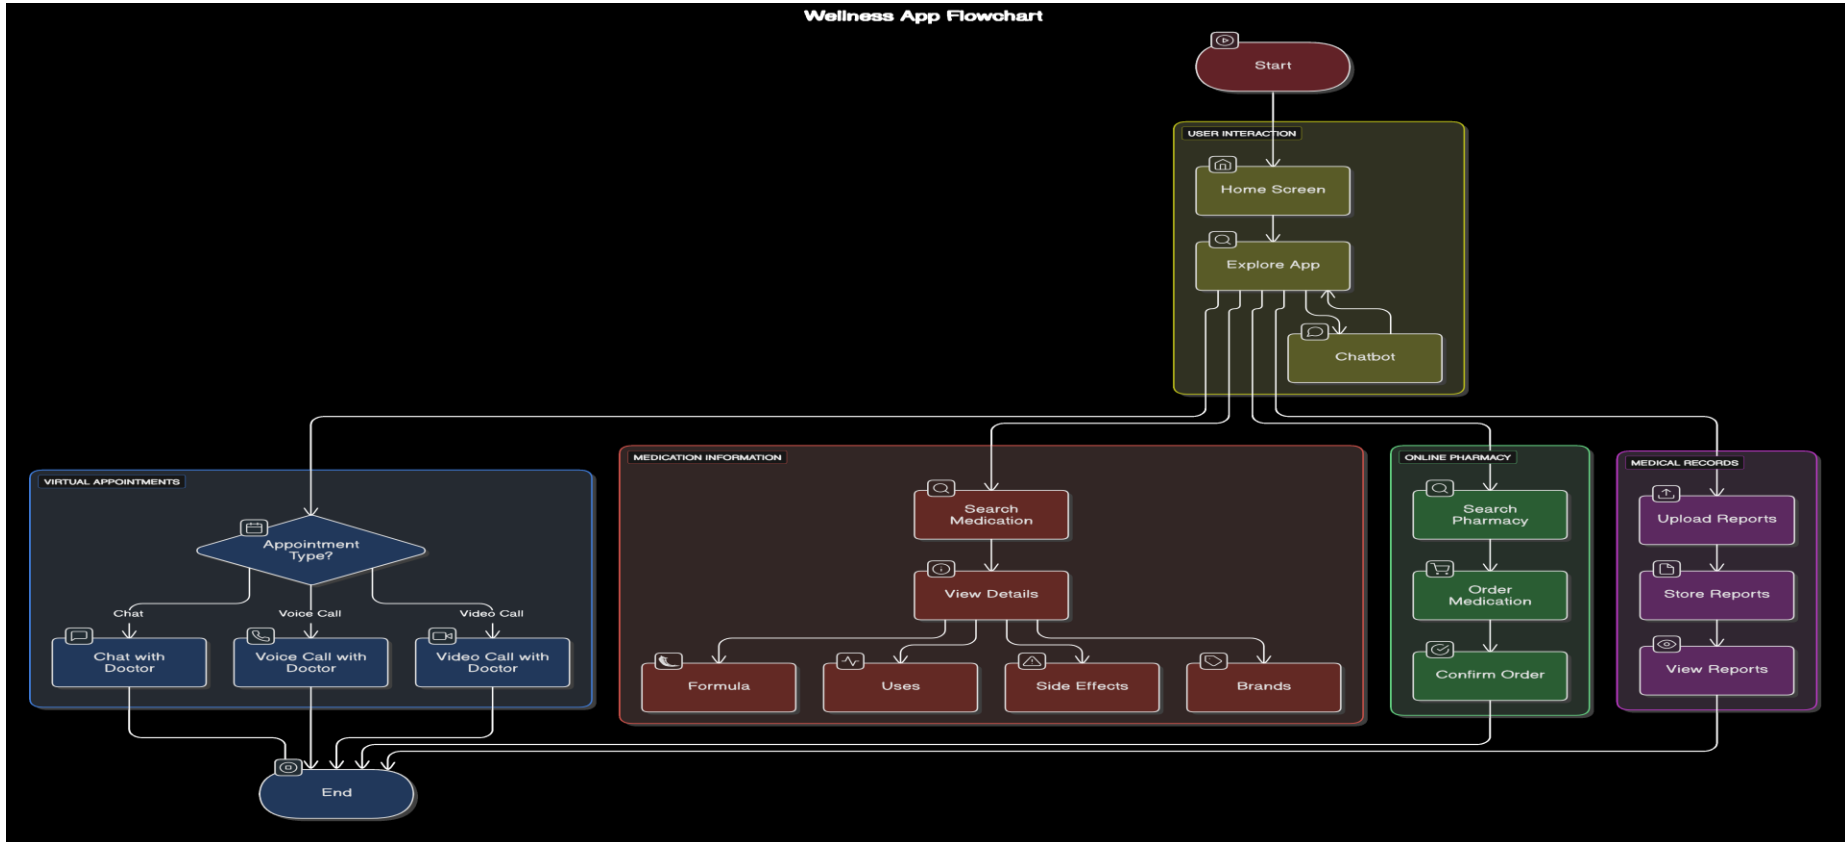 Wellness App Flowchart
Start
USER INTERACTION
Home Screen
Explore App
Chatbot
VIRTUAL APPOINTMENTS
Appointment
Type?
Chat
Voice Call
Video Call
Chat with
Doctor
Voice Call with
Doctor
Video Call with
Doctor
MEDICATION INFORMATION
Search
Medication
View Details
Formula
Uses
Side Effects
Brands
ONLINE PHARMACY
Search
Pharmacy
Order
Medication
Confirm Order
MEDICAL RECORDS
Upload Reports
Store Reports
View Reports
End